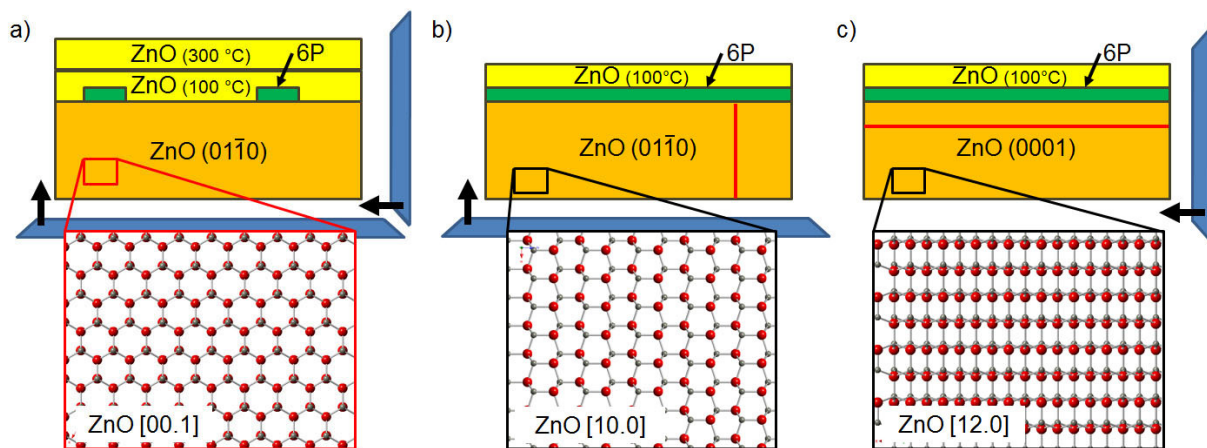 a)
6P
ZnO (300 °C)
ZnO (100 °C)
ZnO (011̄0)
ZnO [00.1]
b)
6P
ZnO (100°C)
ZnO (011̄0)
ZnO [10.0]
c)
6P
ZnO (100°C)
ZnO (0001)
ZnO [12.0]